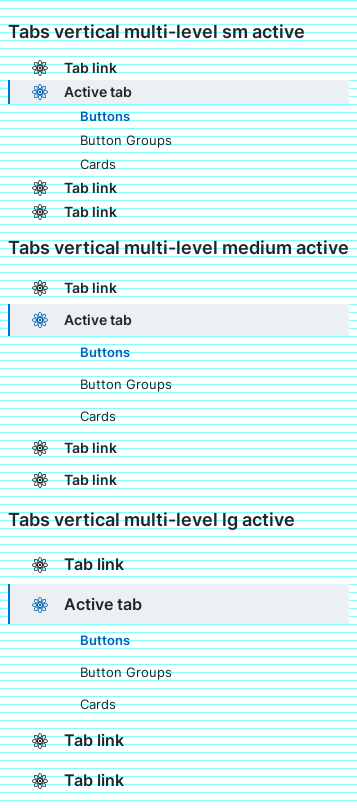 Tabs vertical multi-level sm active
Tab link
Active tab
Buttons
Button Groups
Cards
Tab link
Tab link
Tabs vertical multi-level medium active
Tab link
Active tab
Buttons
Button Groups
Cards
Tab link
Tab link
Tabs vertical multi-level lg active
Tab link
Active tab
Buttons
Button Groups
Cards
Tab link
Tab link